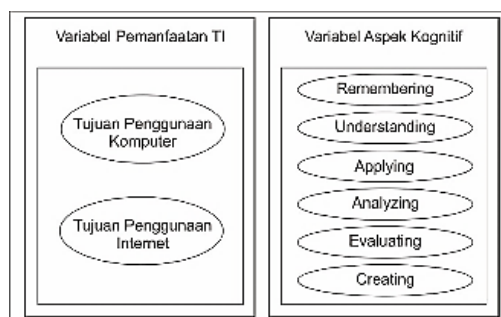 Variabel Pemanfaatan TI
Tujuan Penggunaan
Komputer
Tujuan Penggunaan
Internet
Variabel Aspek Kognitif
Remembering
Understanding
Applying
Analyzing
Evaluating
Creating